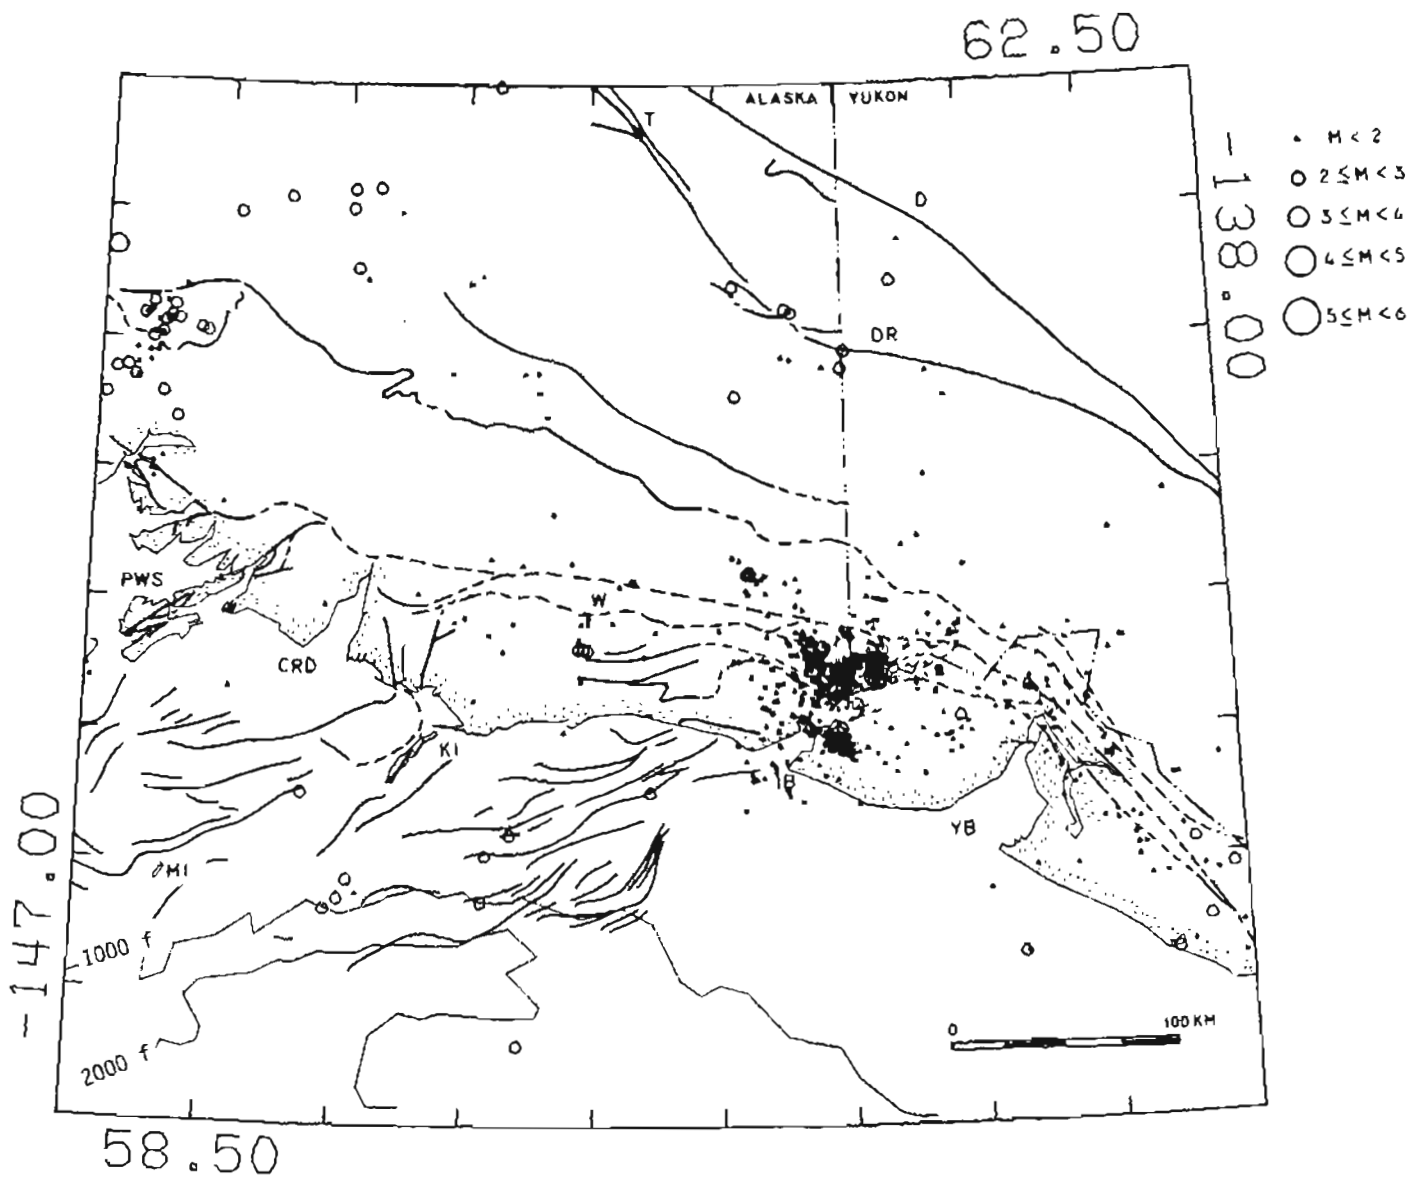 62.50
ALASKA YUKON
T
-138.00
M < 2
2 ≤ M < 3
3 ≤ M < 4
4 ≤ M < 5
5 ≤ M < 6
D
DR
PWS
W
T
CRD
KI
IB
YB
MI
-147.00
1000 f
2000 f
0 100 KM
58.50